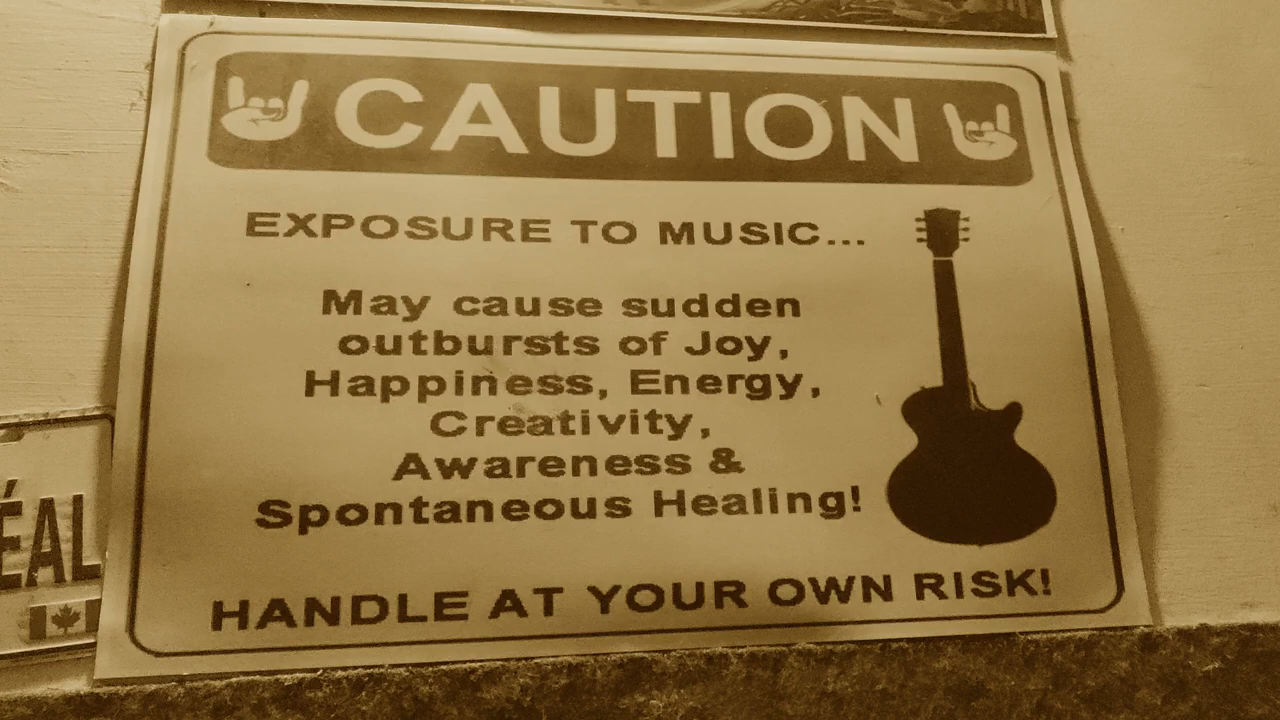 CAUTION
EXPOSURE TO MUSIC...
May cause sudden
outbursts of Joy,
Happiness, Energy,
Creativity,
Awareness &
Spontaneous Healing!
HANDLE AT YOUR OWN RISK!
ÉAL